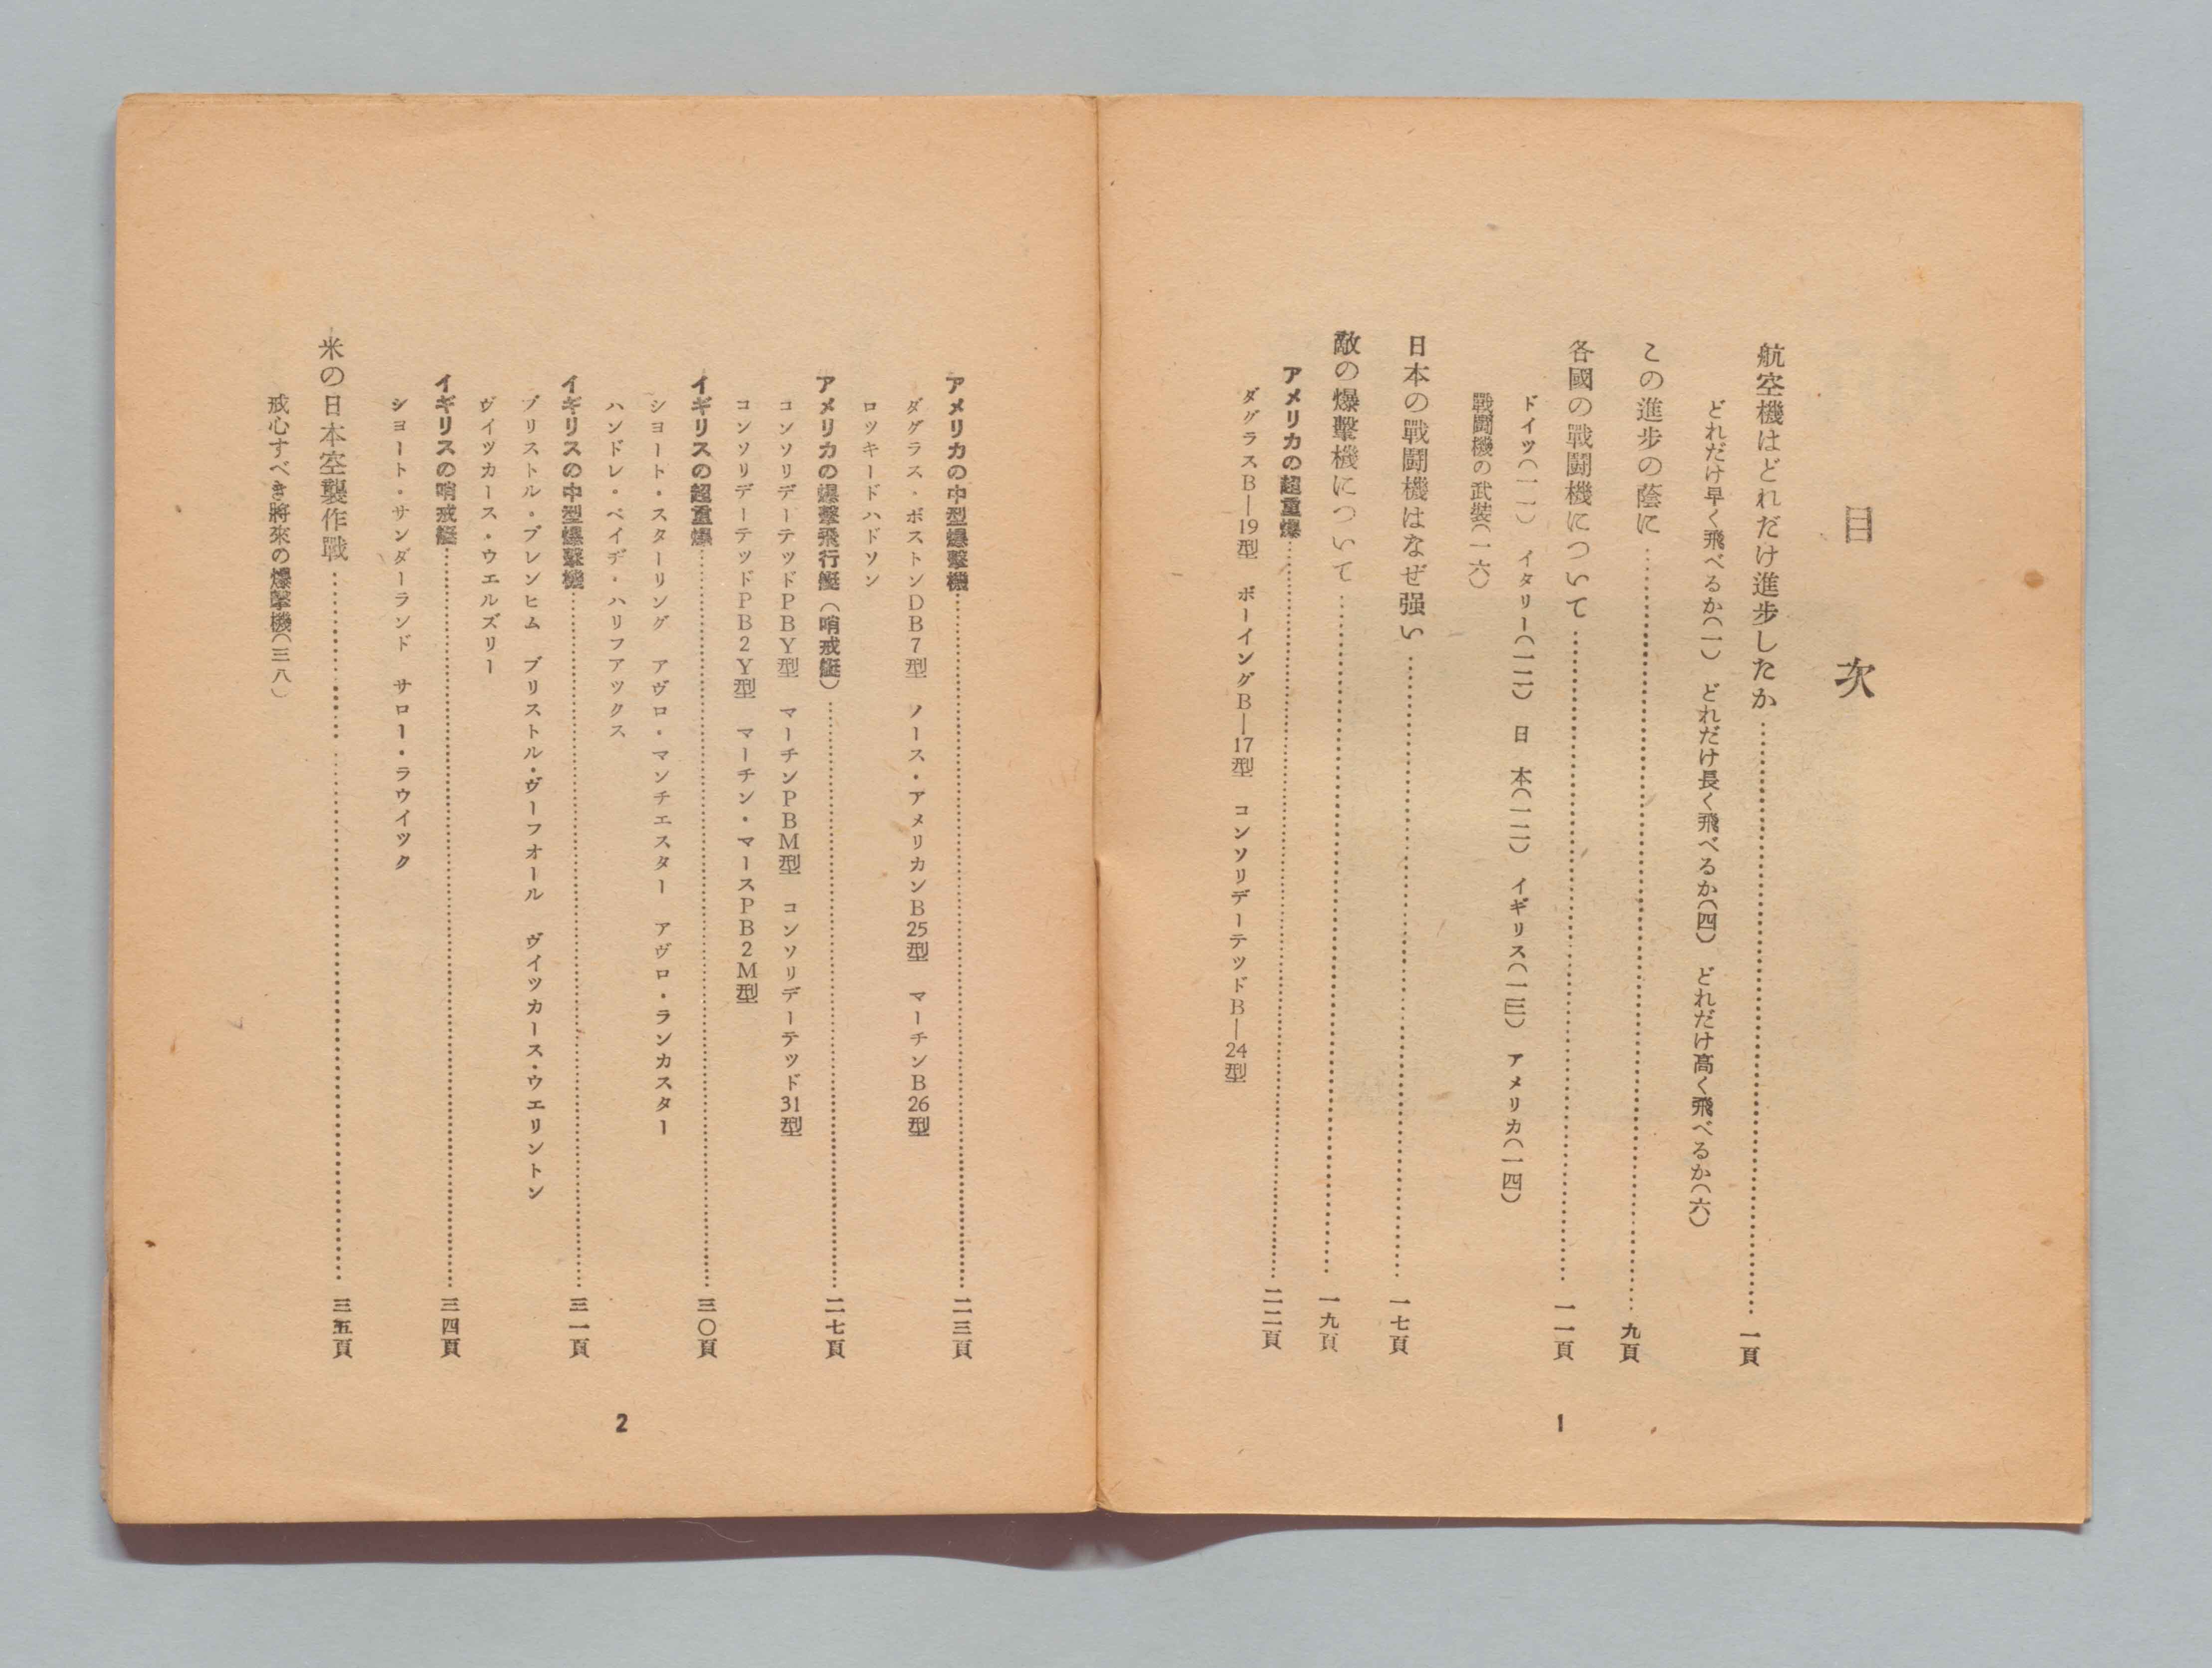 目次
航空機はどれだけ進歩したか……………………一頁
どれだけ早く飛べるか(一)　どれだけ長く飛べるか(四)　どれだけ高く飛べるか(六)
この進歩の蔭に……………………九頁
各國の戰鬪機について……………………一一頁
ドイツ(一一)　イタリー(一二)　日　本(一二)　イギリス(一三)　アメリカ(一四)
戰鬪機の武裝(一六)
日本の戰鬪機はなぜ强い……………………一七頁
敵の爆擊機について……………………一九頁
アメリカの超重爆……………………二二頁
ダグラスB—19型　ボーイングB—17型　コンソリデーテツドB—24型
1
アメリカの中型爆擊機……………………二三頁
ダグラス・ボストンDB7型　ノース・アメリカンB25型　マーチンB26型
ロツキードハドソン
アメリカの爆擊飛行艇(哨戒艇)……………………二七頁
コンソリデーテツドPBY型　マーチンPBM型　コンソリデーテツド31型
コンソリデーテツドPB2Y型　マーチン・マースPB2M型
イギリスの超重爆……………………三〇頁
シヨート・スターリング　アヴロ・マンチエスター　アヴロ・ランカスター
ハンドレ・ペイデ・ハリフアツクス
イギリスの中型爆擊機……………………三一頁
ブリストル・ブレンヒム　ブリストル・ヴーフオール　ヴイツカース・ウエリントン
ヴイツカース・ウエルズリー
イギリスの哨戒艇……………………三四頁
シヨート・サンダーランド　サロー・ラウイツク
米の日本空襲作戰……………………三五頁
戒心すべき將來の爆擊機(三八)
2